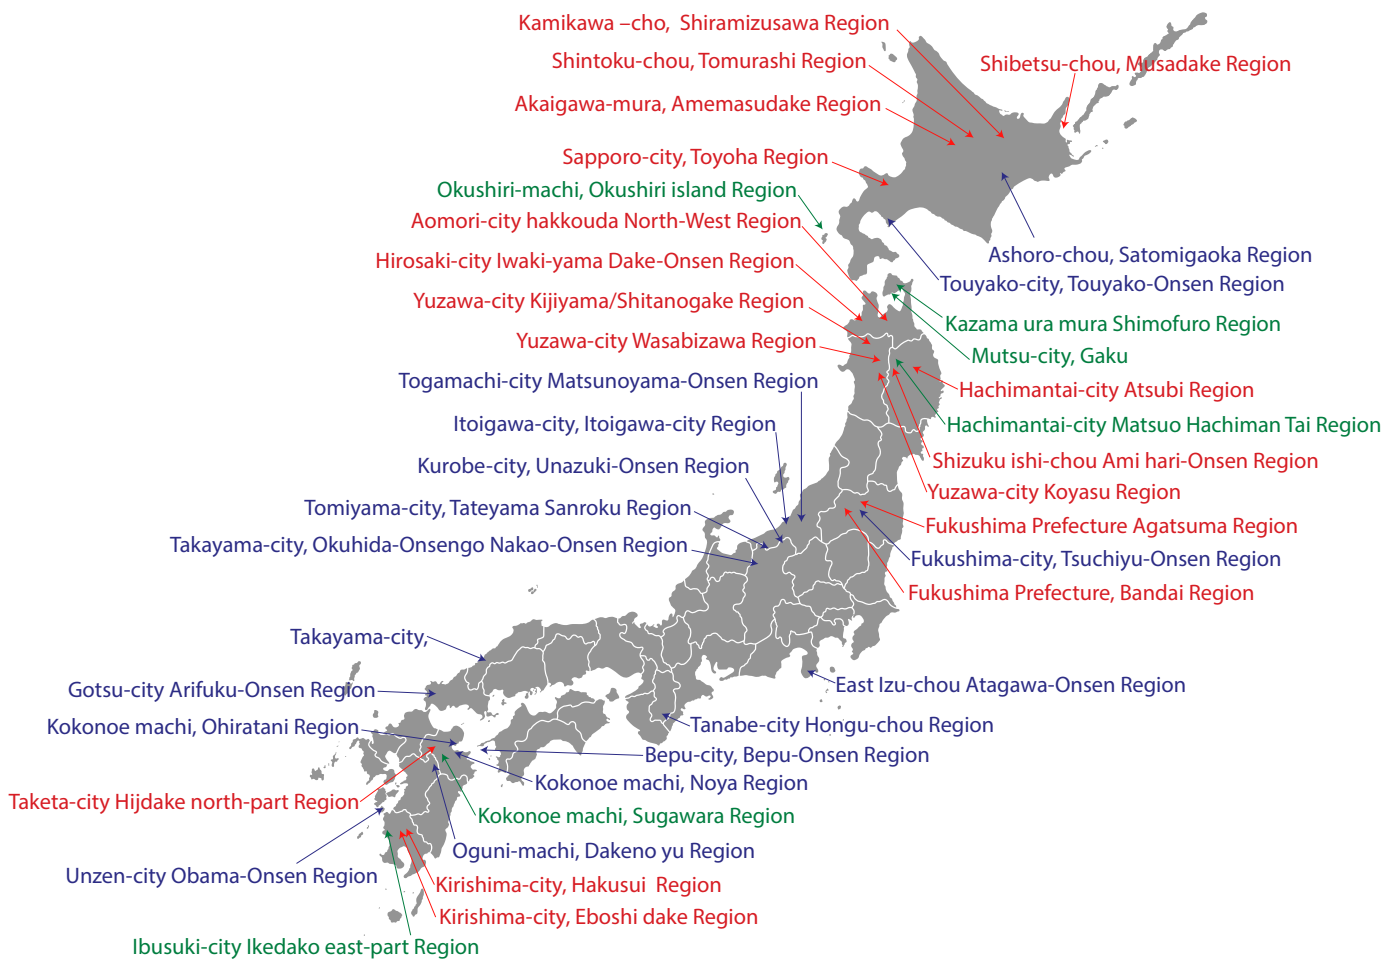 Kamikawa –cho, Shiramizusawa Region
Shintoku-chou, Tomurashi Region
Shibetsu-chou, Musadake Region
Akaigawa-mura, Amemasudake Region
Sapporo-city, Toyoha Region
Okushiri-machi, Okushiri island Region
Aomori-city hakkouda North-West Region
Ashoro-chou, Satomigaoka Region
Hirosaki-city Iwaki-yama Dake-Onsen Region
Touyako-city, Touyako-Onsen Region
Yuzawa-city Kijiyama/Shitanogake Region
Kazama ura mura Shimofuro Region
Yuzawa-city Wasabizawa Region
Mutsu-city, Gaku
Togamachi-city Matsunoyama-Onsen Region
Hachimantai-city Atsubi Region
Itoigawa-city, Itoigawa-city Region
Hachimantai-city Matsuo Hachiman Tai Region
Kurobe-city, Unazuki-Onsen Region
Shizuku ishi-chou Ami hari-Onsen Region
Yuzawa-city Koyasu Region
Tomiyama-city, Tateyama Sanroku Region
Fukushima Prefecture Agatsuma Region
Takayama-city, Okuhida-Onsengo Nakao-Onsen Region
Fukushima-city, Tsuchiyu-Onsen Region
Fukushima Prefecture, Bandai Region
Takayama-city,
Gotsu-city Arifuku-Onsen Region
East Izu-chou Atagawa-Onsen Region
Kokonoe machi, Ohiratani Region
Tanabe-city Hongu-chou Region
Bepu-city, Bepu-Onsen Region
Kokonoe machi, Noya Region
Taketa-city Hijdake north-part Region
Kokonoe machi, Sugawara Region
Oguni-machi, Dakeno yu Region
Unzen-city Obama-Onsen Region
Kirishima-city, Hakusui Region
Kirishima-city, Eboshi dake Region
Ibusuki-city Ikedako east-part Region